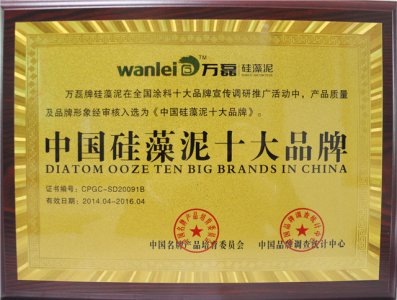 wanlei 万磊 硅藻泥 TM
万磊牌硅藻泥在全国涂料十大品牌宣传调研推广活动中，产品质量
及品牌形象经审核入选为《中国硅藻泥十大品牌》。
中国硅藻泥十大品牌
DIATOM OOZE TEN BIG BRANDS IN CHINA
证书编号：CPGC-SD20091B
有效日期：2014.04-2016.04
中国名牌产品培育委员会 中国品牌调查统计中心